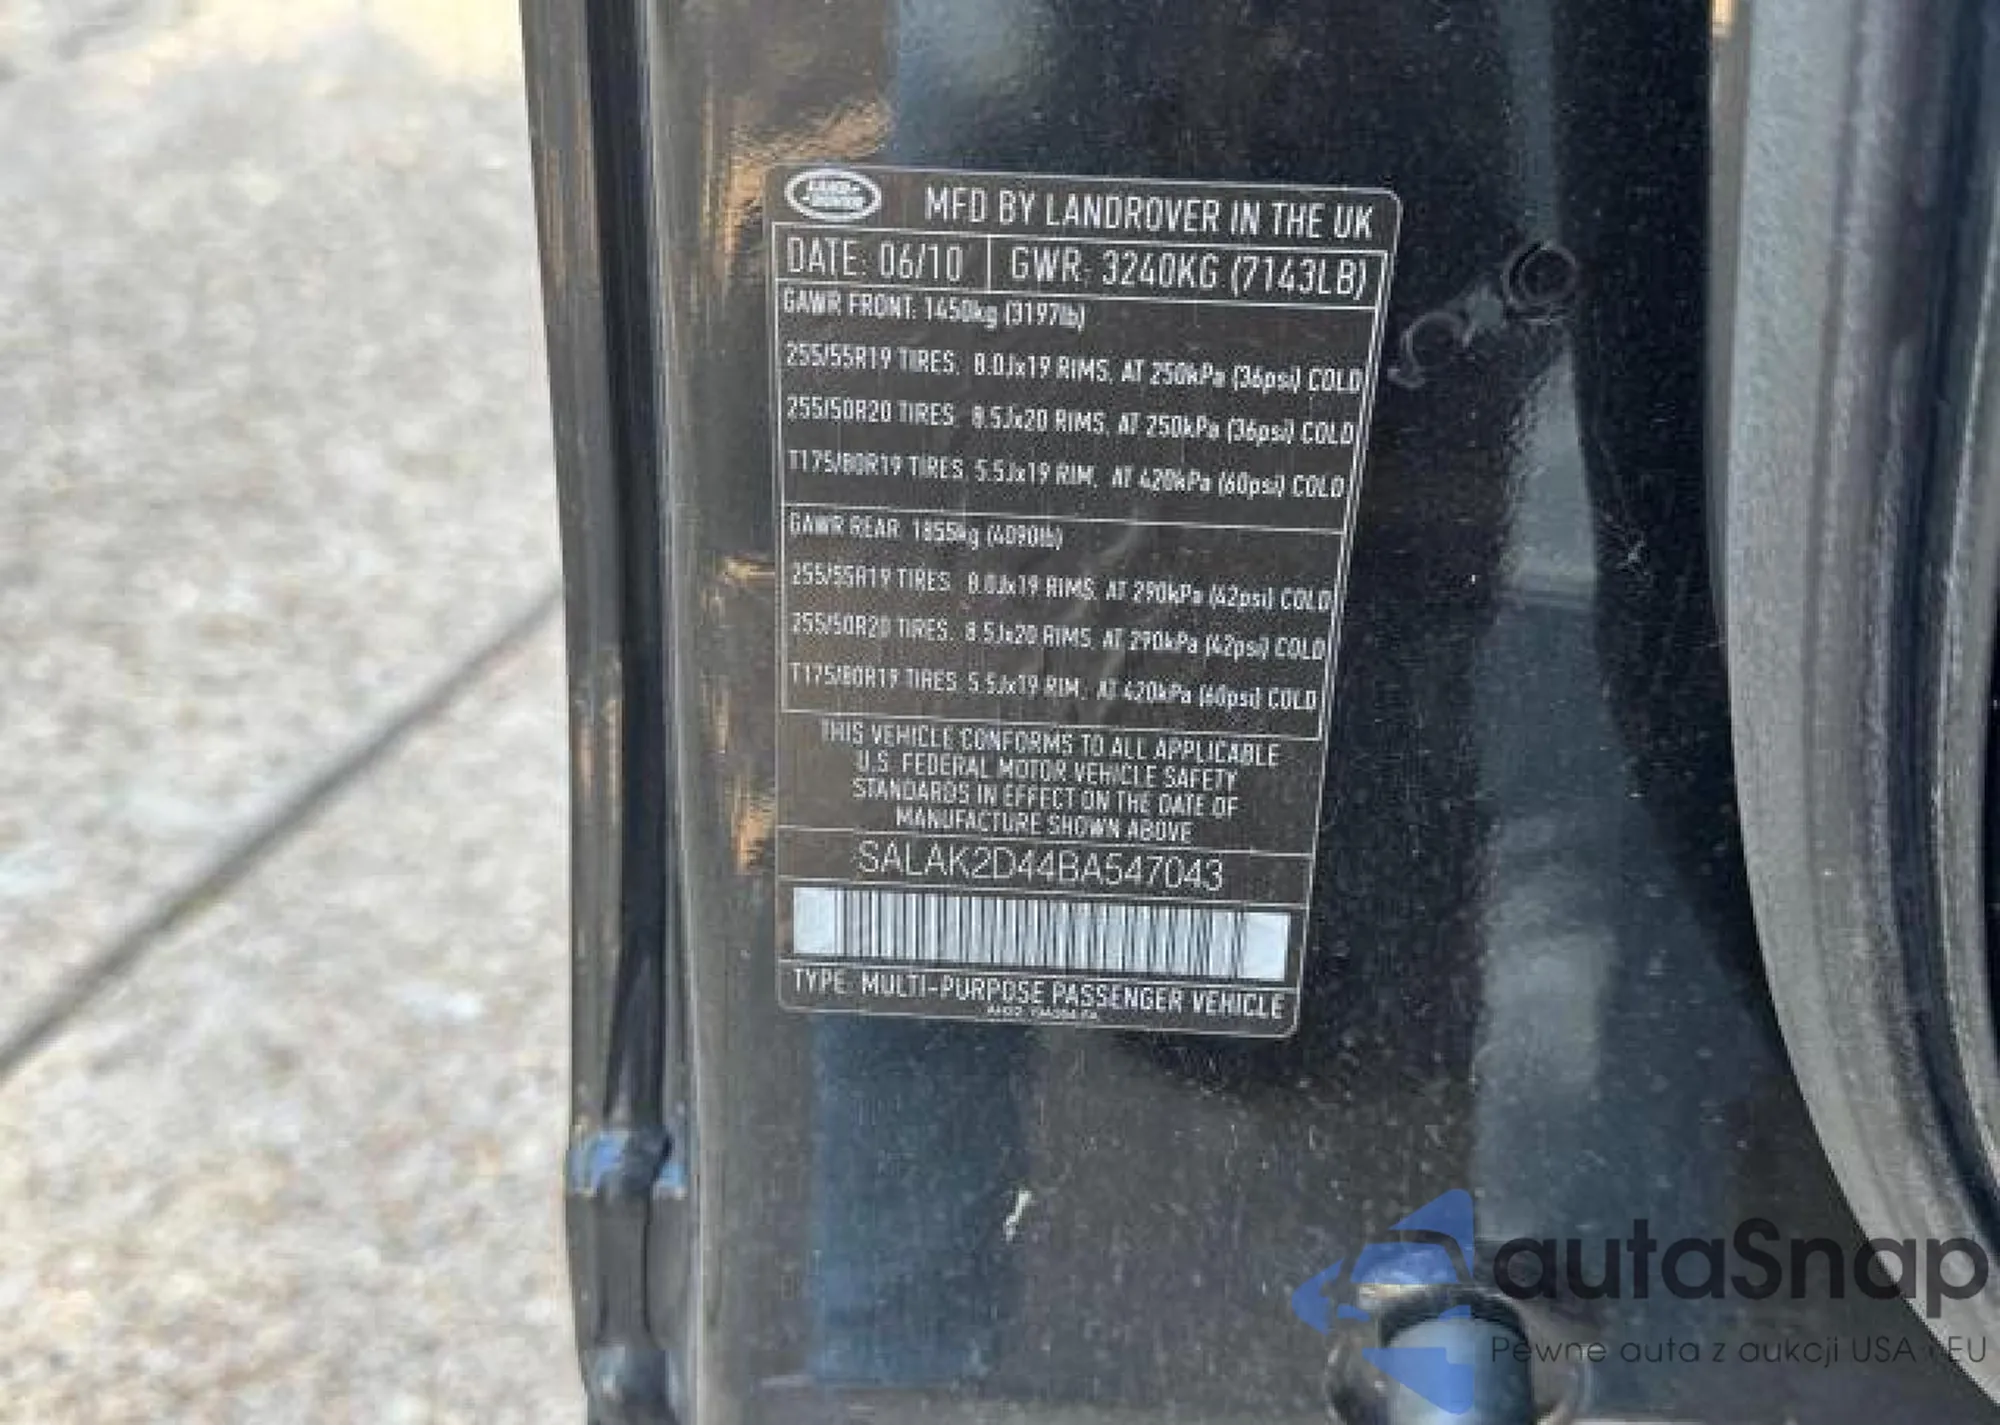 LAND ROVER
MFD BY LANDROVER IN THE UK
DATE: 06/10 GWR: 3240KG (7143LB)
GAWR FRONT: 1450kg (3197lb)
255/55R19 TIRES. 8.0Jx19 RIMS, AT 250kPa (36psi) COLD
255/50R20 TIRES. 8.5Jx20 RIMS, AT 250kPa (36psi) COLD
T175/80R19 TIRES. 5.5Jx19 RIM, AT 420kPa (60psi) COLD
GAWR REAR 1855kg (4090lb)
255/55R19 TIRES. 8.0Jx19 RIMS, AT 290kPa (42psi) COLD
255/50R20 TIRES. 8.5Jx20 RIMS, AT 290kPa (42psi) COLD
T175/80R19 TIRES. 5.5Jx19 RIM, AT 420kPa (60psi) COLD
THIS VEHICLE CONFORMS TO ALL APPLICABLE
U.S. FEDERAL MOTOR VEHICLE SAFETY
STANDARDS IN EFFECT ON THE DATE OF
MANUFACTURE SHOWN ABOVE
SALAK2D44BA547043
TYPE: MULTI-PURPOSE PASSENGER VEHICLE
autaSnap
Pewne auta z aukcji USA i EU